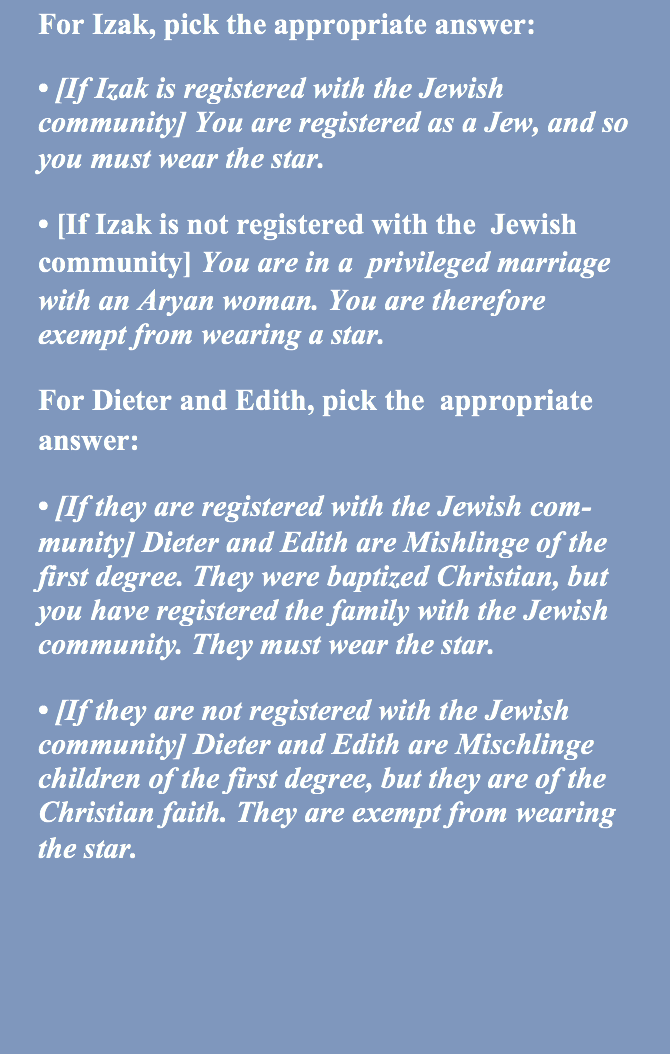 For Izak, pick the appropriate answer:
• [If Izak is registered with the Jewish
community] You are registered as a Jew, and so
you must wear the star.
• [If Izak is not registered with the Jewish
community] You are in a privileged marriage
with an Aryan woman. You are therefore
exempt from wearing a star.
For Dieter and Edith, pick the appropriate
answer:
• [If they are registered with the Jewish com-
munity] Dieter and Edith are Mishlinge of the
first degree. They were baptized Christian, but
you have registered the family with the Jewish
community. They must wear the star.
• [If they are not registered with the Jewish
community] Dieter and Edith are Mischlinge
children of the first degree, but they are of the
Christian faith. They are exempt from wearing
the star.